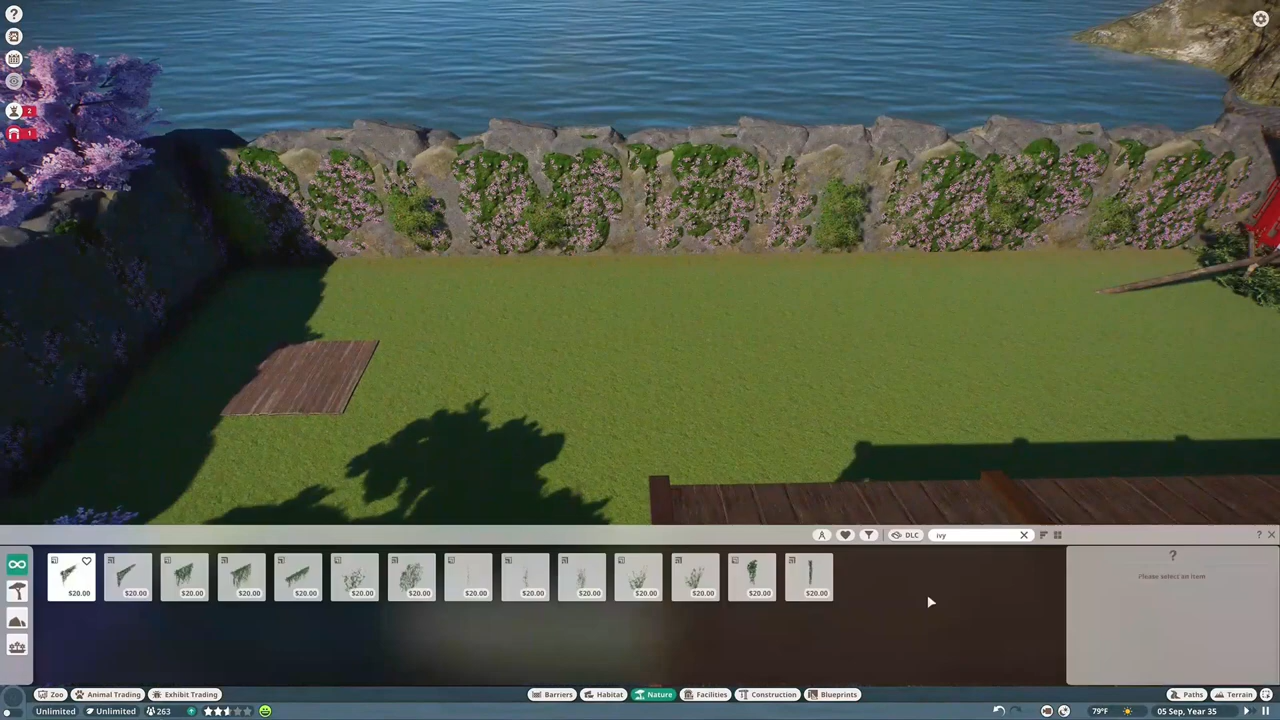 ?
2
1
DLC
ivy
?
$20.00 $20.00 $20.00 $20.00 $20.00 $20.00 $20.00 $20.00 $20.00 $20.00 $20.00 $20.00 $20.00 $20.00
?
Please select an item
Zoo
Animal Trading
Exhibit Trading
Barriers
Habitat
Nature
Facilities
Construction
Blueprints
Paths
Terrain
Unlimited
Unlimited
263
79°F
05 Sep, Year 35